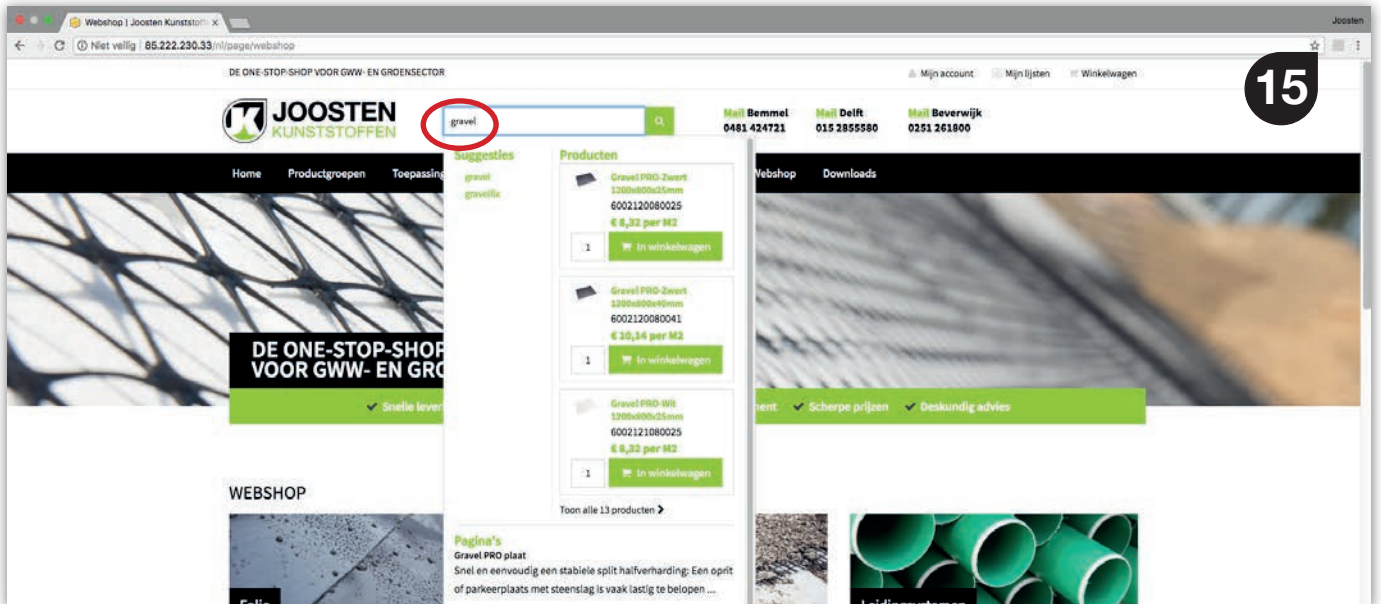 Webshop | Joosten Kunststoff
Joosten
Niet veilig | 85.222.230.33/nl/page/webshop
15
DE ONE-STOP-SHOP VOOR GWW- EN GROENSECTOR
Mijn account
Mijn lijsten
Winkelwagen
JOOSTEN
KUNSTSTOFFEN
gravel
Mail Bemmel
0481 424721
Mail Delft
015 2855580
Mail Beverwijk
0251 261800
Home
Productgroepen
Toepassing
Webshop
Downloads
Suggesties
gravel
gravelfix
Producten
Gravel PRO-Zwert
1200x800x25mm
6002120080025
€ 8,32 per M2
1
In winkelwagen
Gravel PRO-Zwert
1200x800x40mm
6002120080041
€ 10,14 per M2
1
In winkelwagen
Gravel PRO-Wit
1200x800x25mm
6002121080025
€ 8,32 per M2
1
In winkelwagen
Toon alle 13 producten
Pagina's
Gravel PRO plaat
Snel en eenvoudig een stabiele split halfverharding: Een oprit
of parkeerplaats met steenslag is vaak lastig te belopen ...
DE ONE-STOP-SHOP
VOOR GWW- EN GRO
Snelle lever
ment
Scherpe prijzen
Deskundig advies
WEBSHOP
Folie
Leidingsystemen